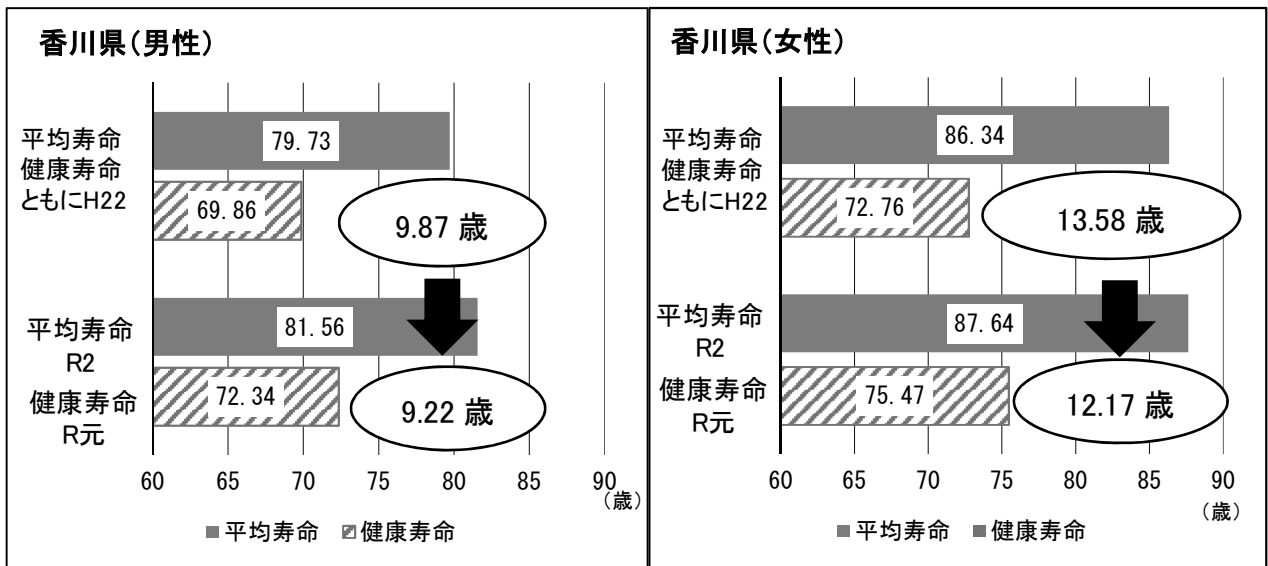 香川県(男性)
平均寿命
健康寿命
ともにH22
79.73
69.86
9.87 歳
平均寿命
R2
81.56
健康寿命
R元
72.34
9.22 歳
60 65 70 75 80 85 90
(歳)
■平均寿命 健康寿命
香川県(女性)
平均寿命
健康寿命
ともにH22
86.34
72.76
13.58 歳
平均寿命
R2
87.64
健康寿命
R元
75.47
12.17 歳
60 65 70 75 80 85 90
(歳)
■平均寿命 ■健康寿命